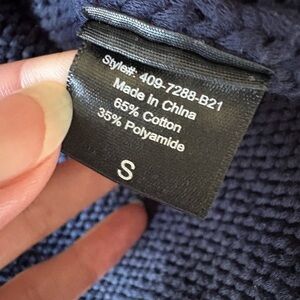 Style#: 409-7288-B21
Made In China
65% Cotton
35% Polyamide
S